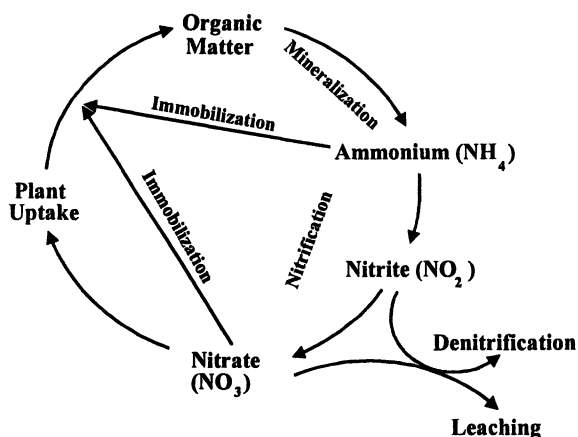 Organic
Matter
Mineralization
Immobilization
Ammonium (NH4)
Immobilization
Plant
Uptake
Nitrification
Nitrite (NO2)
Denitrification
Nitrate
(NO3)
Leaching